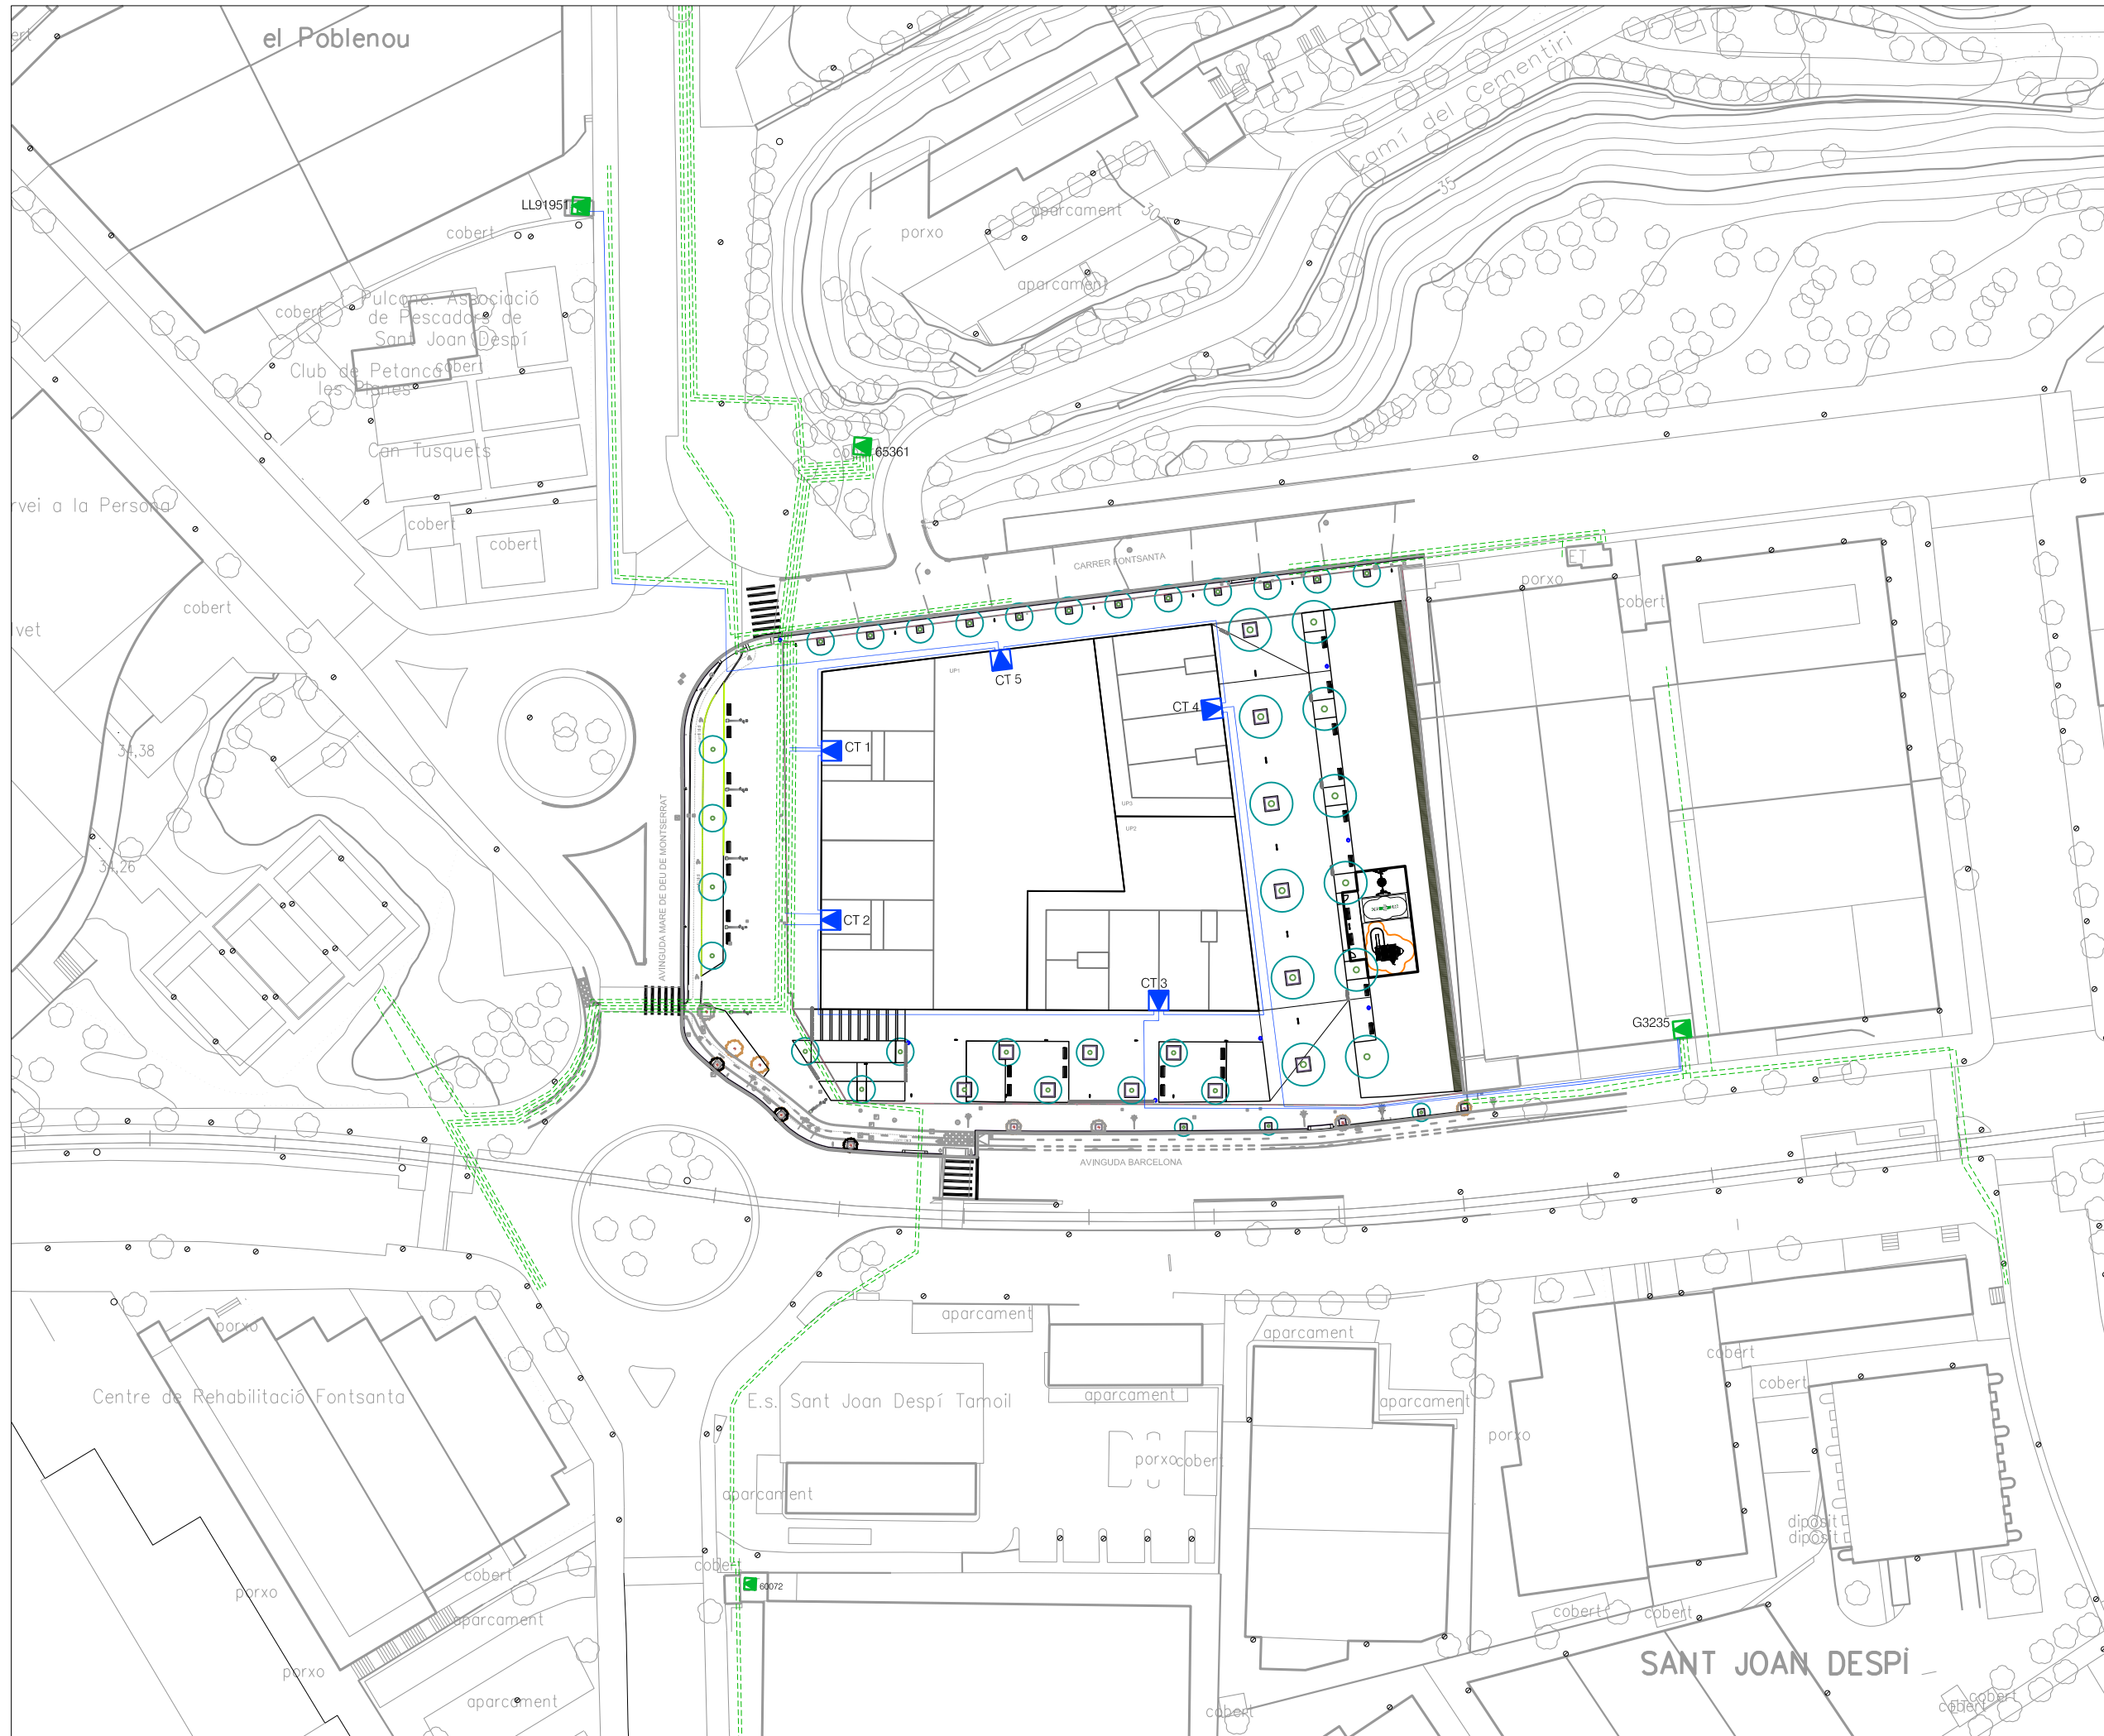 el Poblenou
Camí del Cementiri
LL91951
cobert
35
30
aparcament
porxo
aparcament
cobert
Pulcane. Associació
de Pescadors de
Sant Joan Despí
Club de Petanca
les Planes
cobert
Can Tusquets
65361
rvei a la Persona
cobert
cobert
CARRER FONTSANTA
ET
porxo
cobert
cobert
lvet
UP1
CT 5
CT 4
CT 1
34,38
UP3
UP2
AVINGUDA MARE DE DEU DE MONTSERRAT
34,26
CT 2
CT 3
G3235
AVINGUDA BARCELONA
aparcament
porxo
aparcament
cobert
cobert
Centre de Rehabilitació Fontsanta
E.s. Sant Joan Despí Tamoil
aparcament
aparcament
porxo
porxo
cobert
aparcament
dipòsit
dipòsit
cobert
60072
cobert
porxo
aparcament
cobert
cobert
porxo
SANT JOAN DESPÍ
aparcament
cobert
cobert